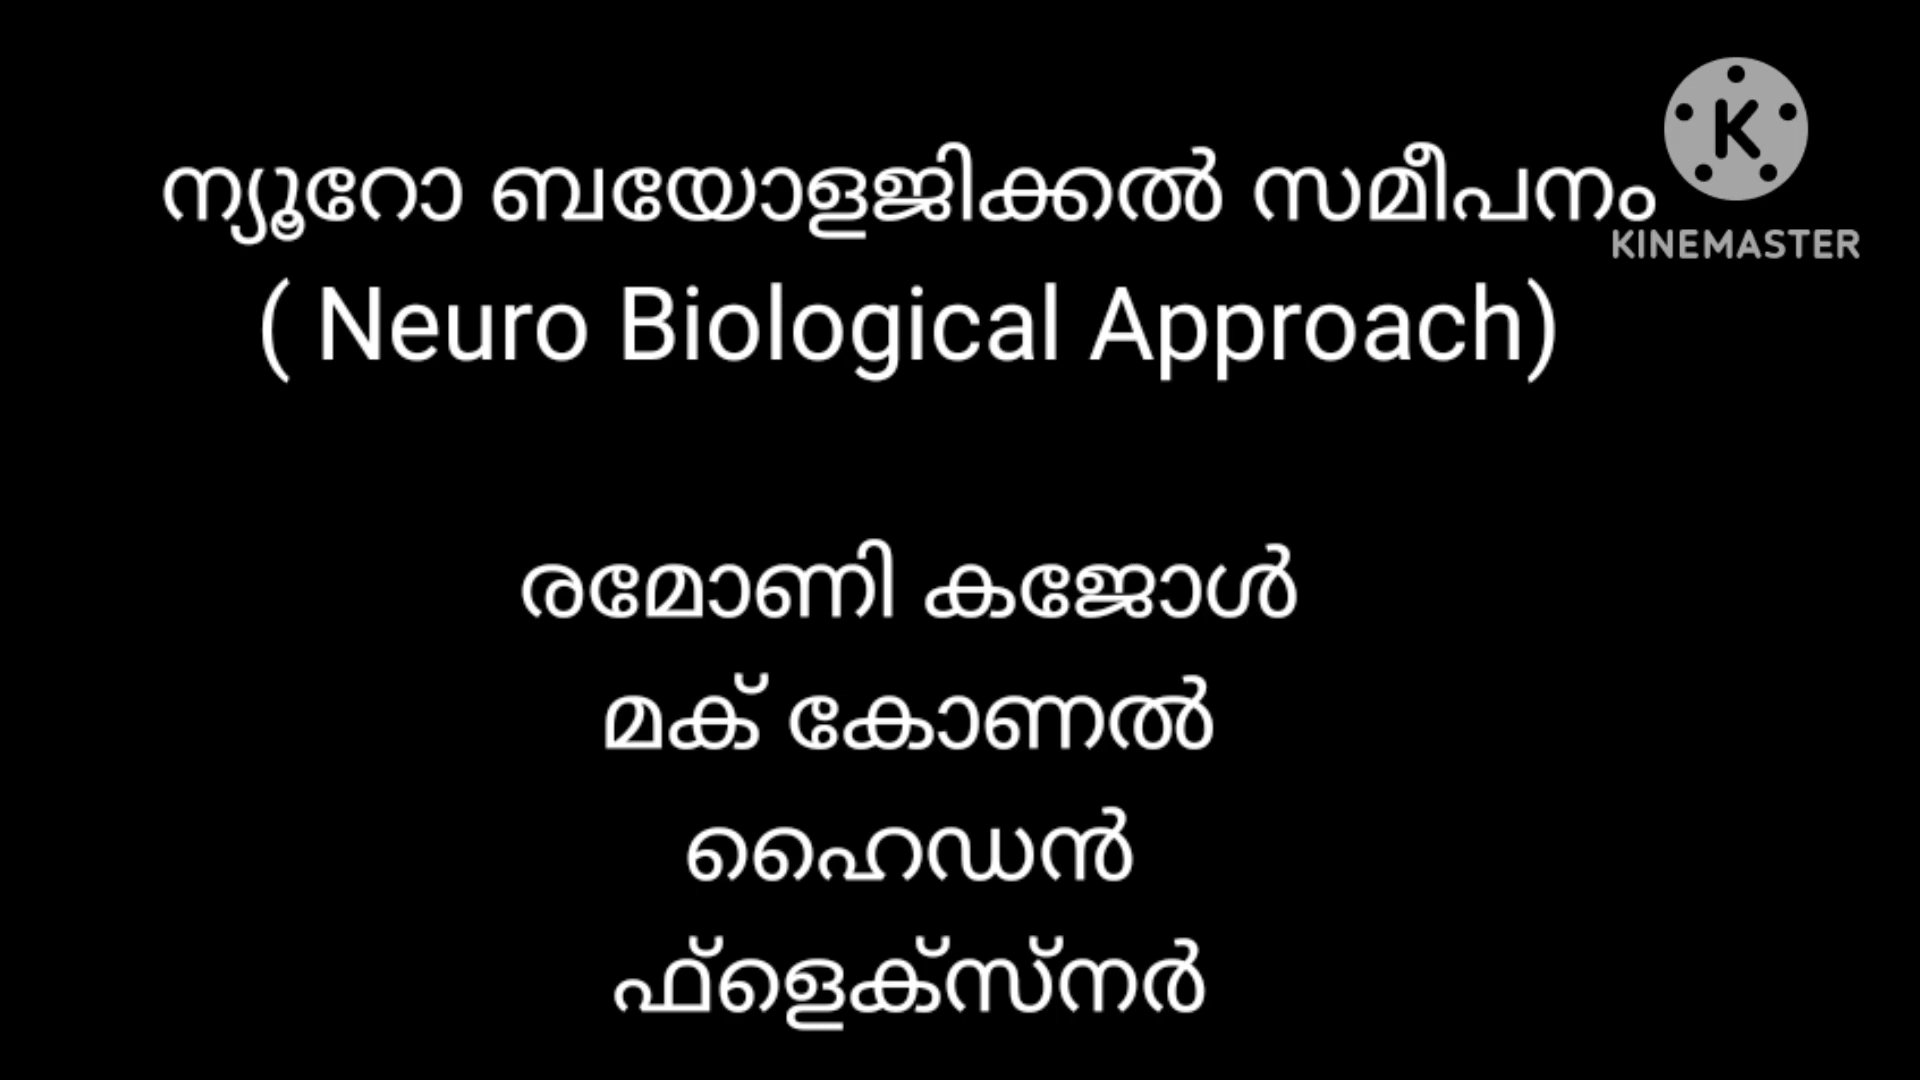 ന്യൂറോ ബയോളജിക്കൽ സമീപനം
( Neuro Biological Approach)
രമോണി കജോൾ
മക് കോണൽ
ഹൈഡൻ
ഫ്ളെക്സ്നർ
K
KINEMASTER